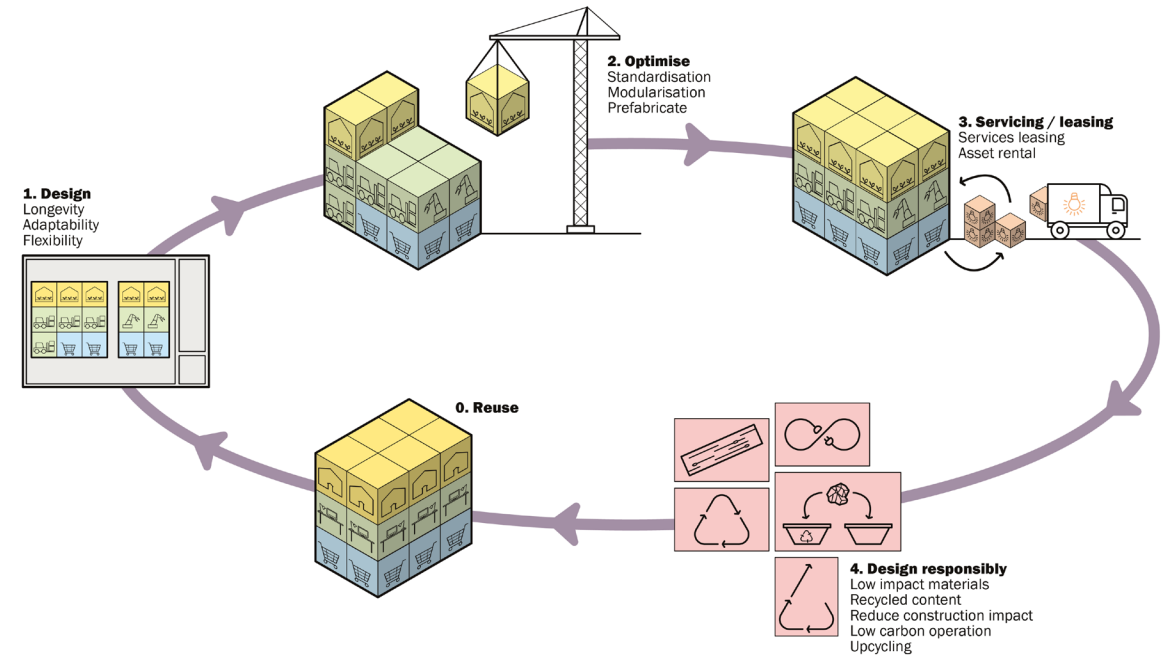 1. Design
Longevity
Adaptability
Flexibility
2. Optimise
Standardisation
Modularisation
Prefabricate
3. Servicing / leasing
Services leasing
Asset rental
4. Design responsibly
Low impact materials
Recycled content
Reduce construction impact
Low carbon operation
Upcycling
0. Reuse